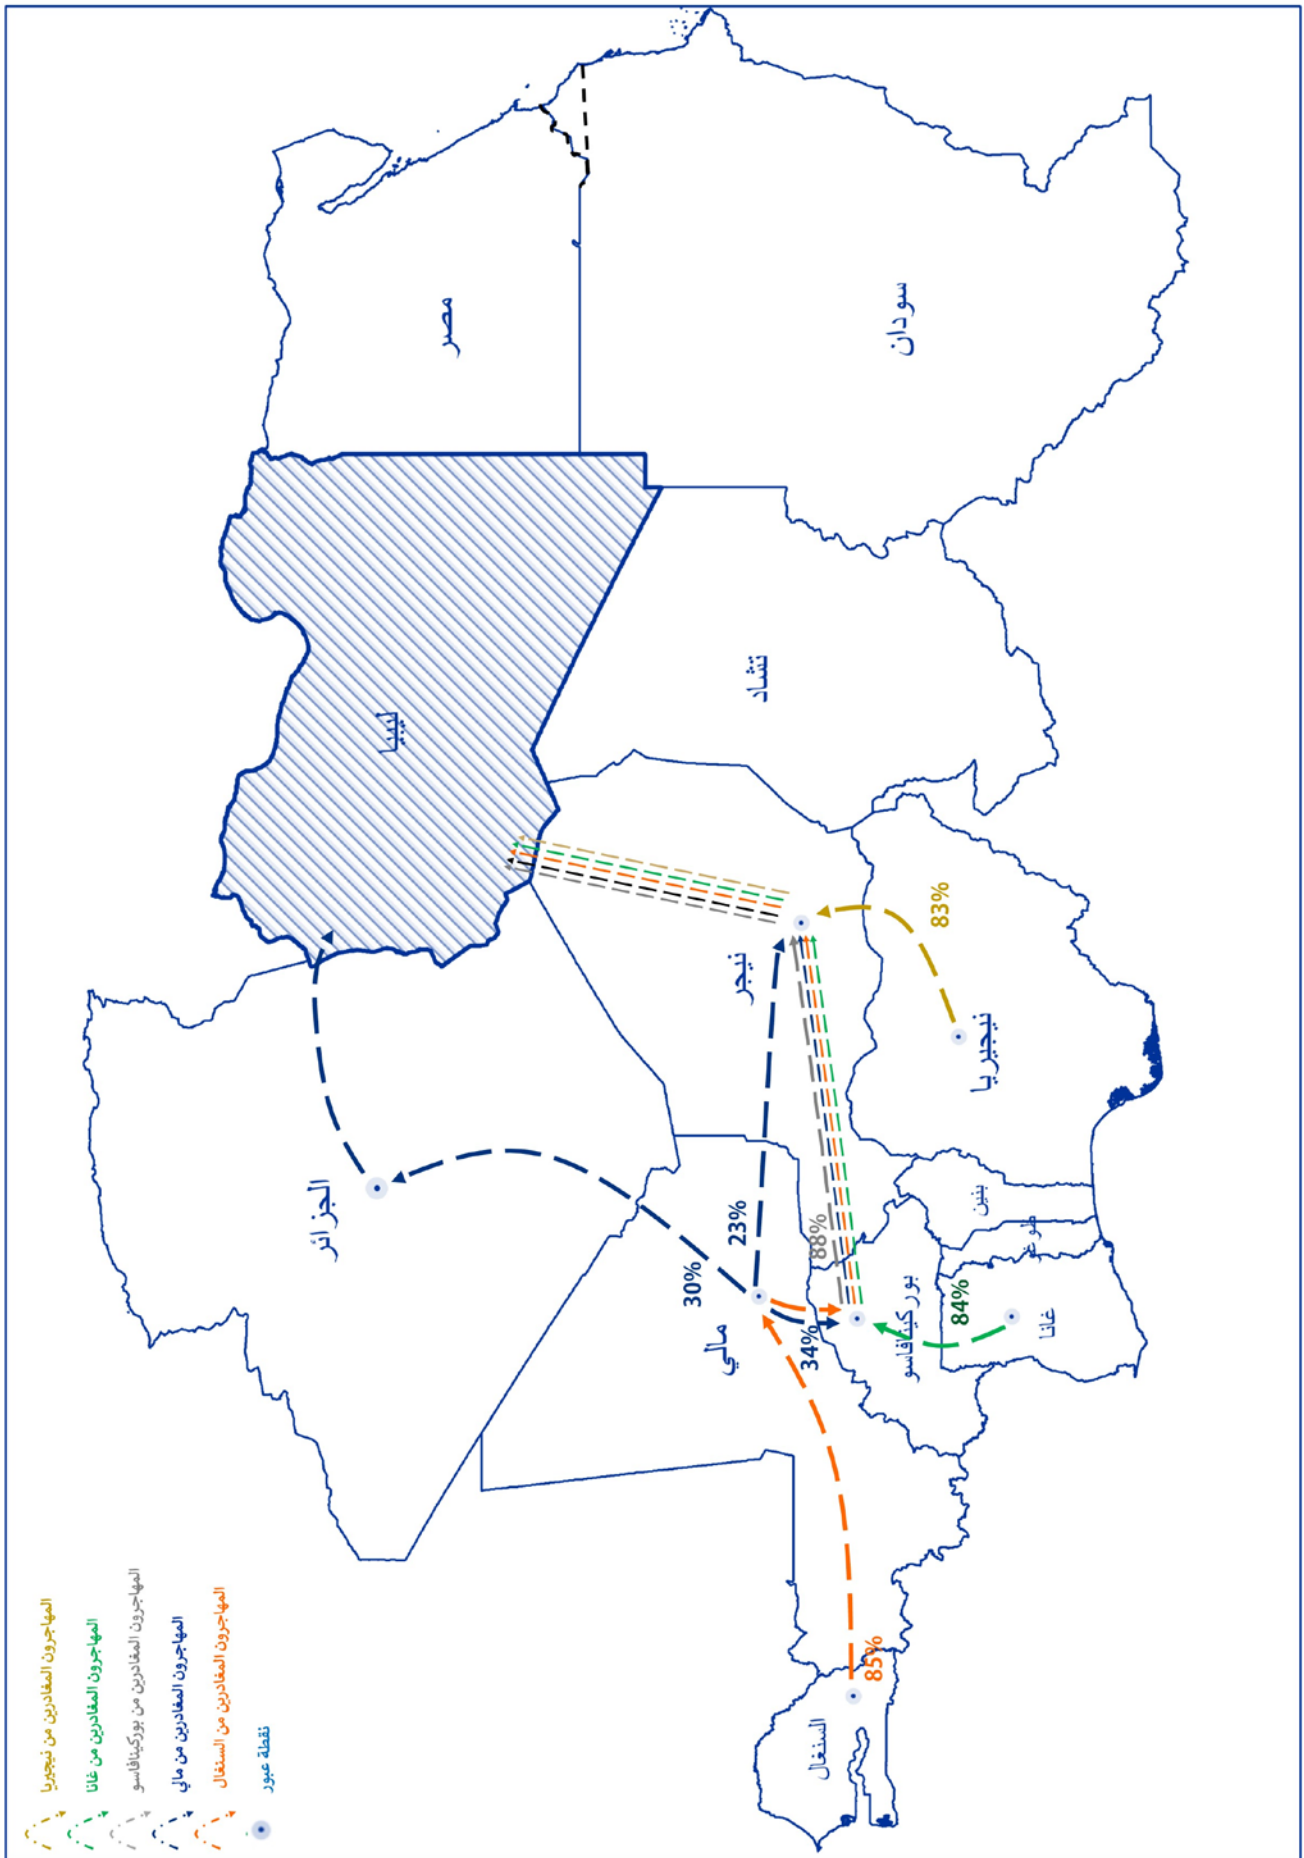 المهاجرون المغادرين من نيجيريا
المهاجرون المغادرين من غانا
المهاجرون المغادرين من بوركينافاسو
المهاجرون المغادرين من مالي
المهاجرون المغادرين من السنغال
نقطة عبور
الجزائر
ليبيا
مصر
مالي
نيجر
تشاد
سودان
السنغال
بوركينافاسو
غانا
طوغو
بنين
نيجيريا
30%
23%
34%
88%
84%
83%
85%